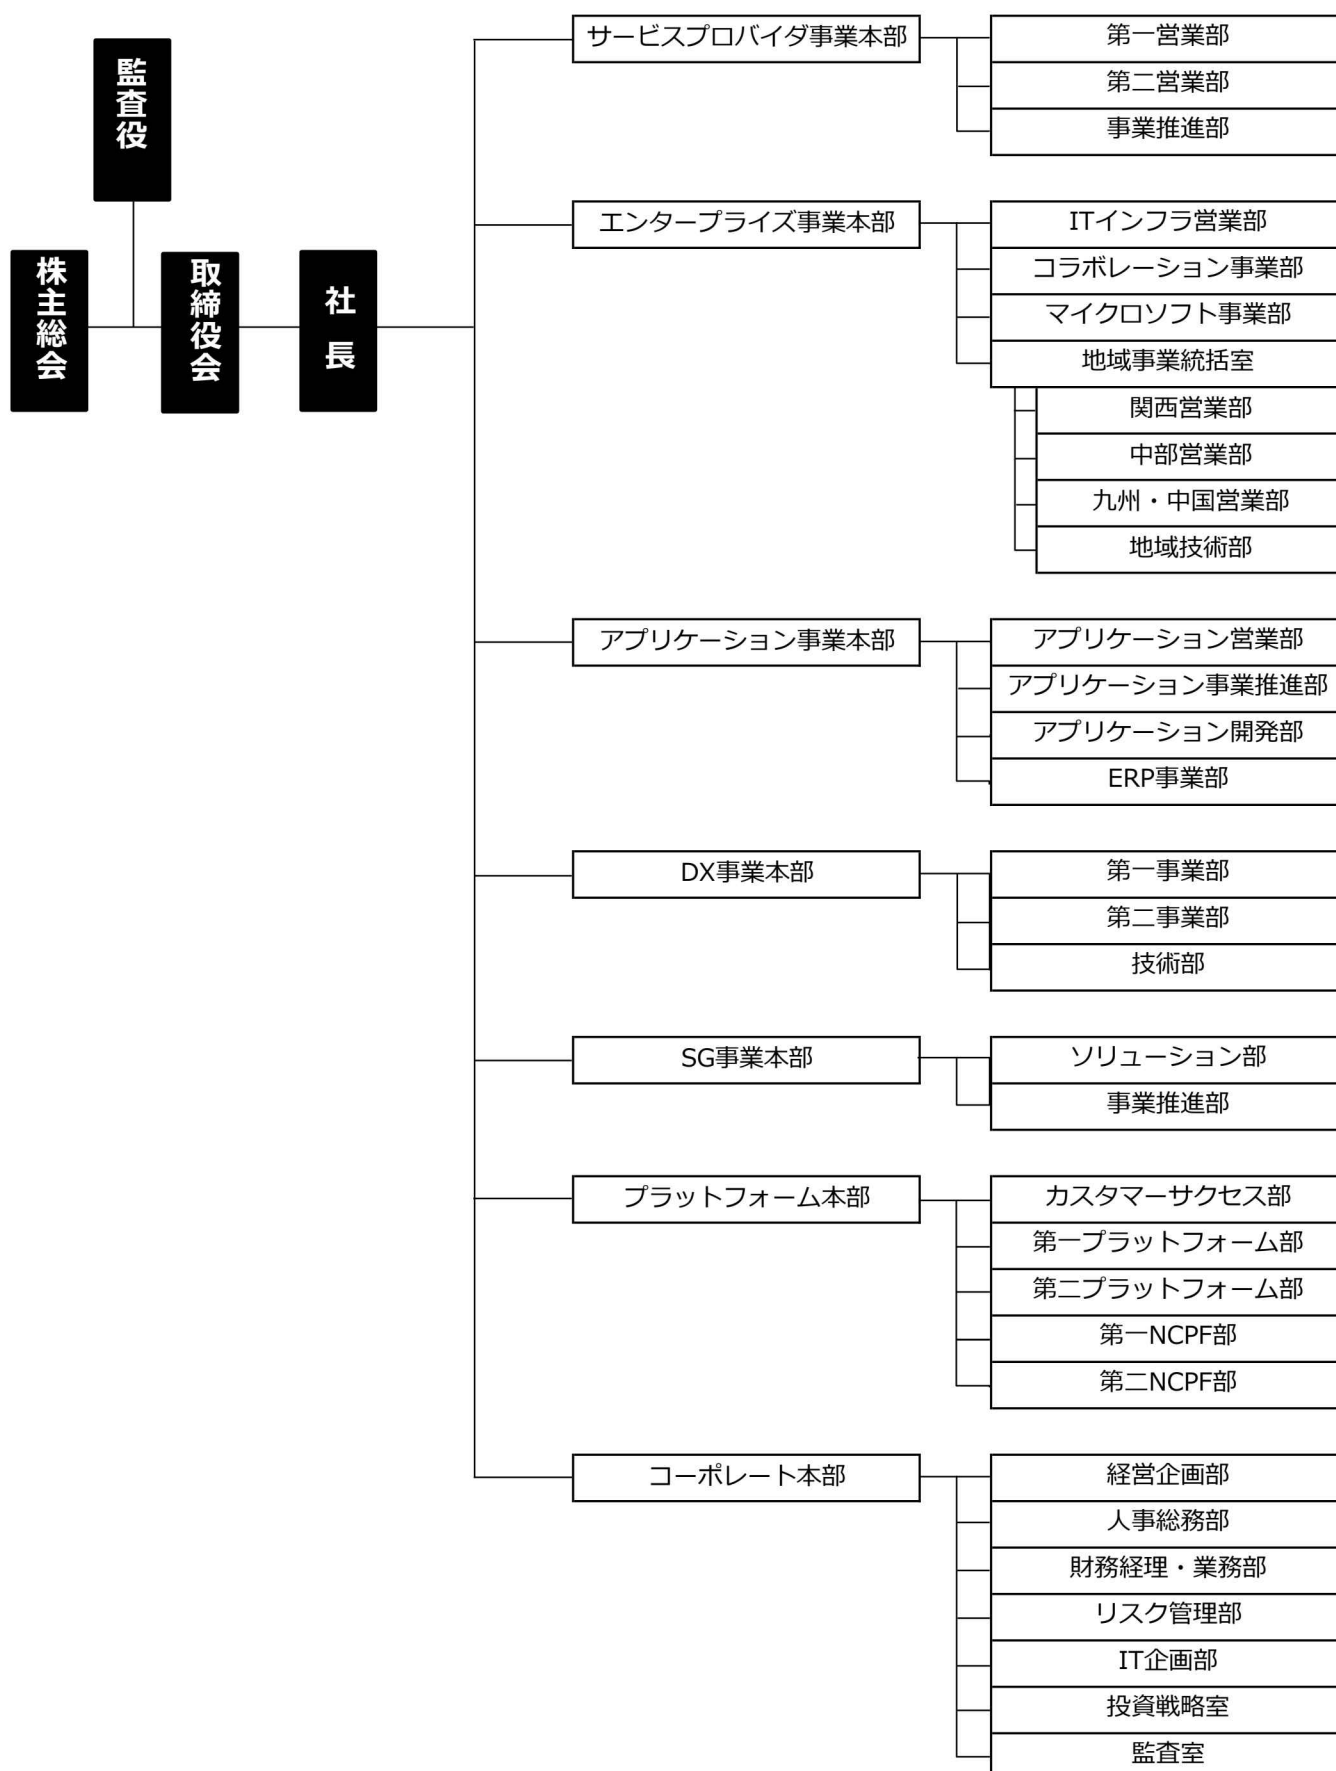 監査役
株主総会
取締役会
社長
サービスプロバイダ事業本部
第一営業部
第二営業部
事業推進部
エンタープライズ事業本部
ITインフラ営業部
コラボレーション事業部
マイクロソフト事業部
地域事業統括室
関西営業部
中部営業部
九州・中国営業部
地域技術部
アプリケーション事業本部
アプリケーション営業部
アプリケーション事業推進部
アプリケーション開発部
ERP事業部
DX事業本部
第一事業部
第二事業部
技術部
SG事業本部
ソリューション部
事業推進部
プラットフォーム本部
カスタマーサクセス部
第一プラットフォーム部
第二プラットフォーム部
第一NCPF部
第二NCPF部
コーポレート本部
経営企画部
人事総務部
財務経理・業務部
リスク管理部
IT企画部
投資戦略室
監査室